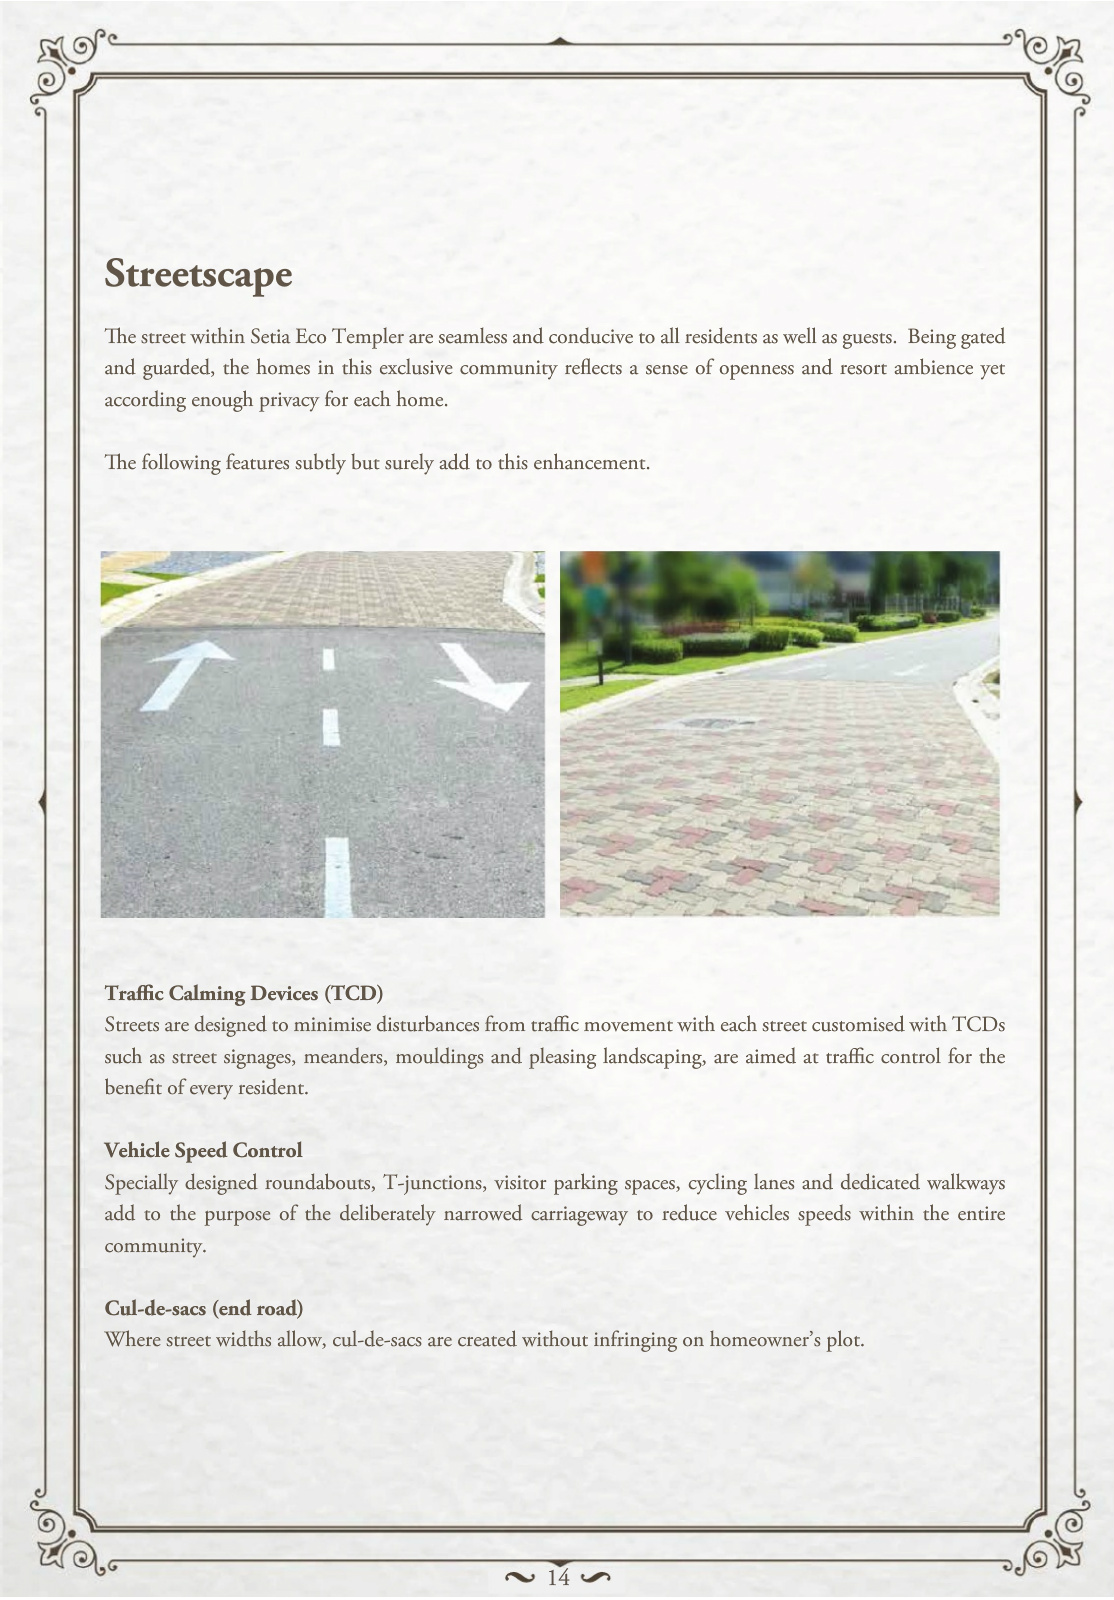 Streetscape
The street within Setia Eco Templer are seamless and conducive to all residents as well as guests.  Being gated
and guarded, the homes in this exclusive community reflects a sense of openness and resort ambience yet
according enough privacy for each home.
The following features subtly but surely add to this enhancement.
Traffic Calming Devices (TCD)
Streets are designed to minimise disturbances from traffic movement with each street customised with TCDs
such as street signages, meanders, mouldings and pleasing landscaping, are aimed at traffic control for the
benefit of every resident.
Vehicle Speed Control
Specially designed roundabouts, T-junctions, visitor parking spaces, cycling lanes and dedicated walkways
add to the purpose of the deliberately narrowed carriageway to reduce vehicles speeds within the entire
community.
Cul-de-sacs (end road)
Where street widths allow, cul-de-sacs are created without infringing on homeowner’s plot.
14